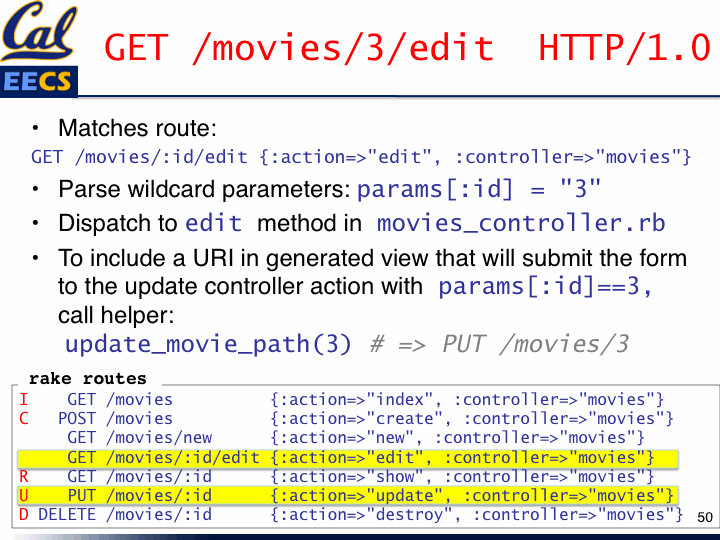 Cal
EECS
GET /movies/3/edit HTTP/1.0
• Matches route:
GET /movies/:id/edit {:action=>"edit", :controller=>"movies"}
• Parse wildcard parameters: params[:id] = "3"
• Dispatch to edit method in movies_controller.rb
• To include a URI in generated view that will submit the form
to the update controller action with params[:id]==3,
call helper:
update_movie_path(3) # => PUT /movies/3
rake routes
I GET /movies {:action=>"index", :controller=>"movies"}
C POST /movies {:action=>"create", :controller=>"movies"}
GET /movies/new {:action=>"new", :controller=>"movies"}
GET /movies/:id/edit {:action=>"edit", :controller=>"movies"}
R GET /movies/:id {:action=>"show", :controller=>"movies"}
U PUT /movies/:id {:action=>"update", :controller=>"movies"}
D DELETE /movies/:id {:action=>"destroy", :controller=>"movies"}
50